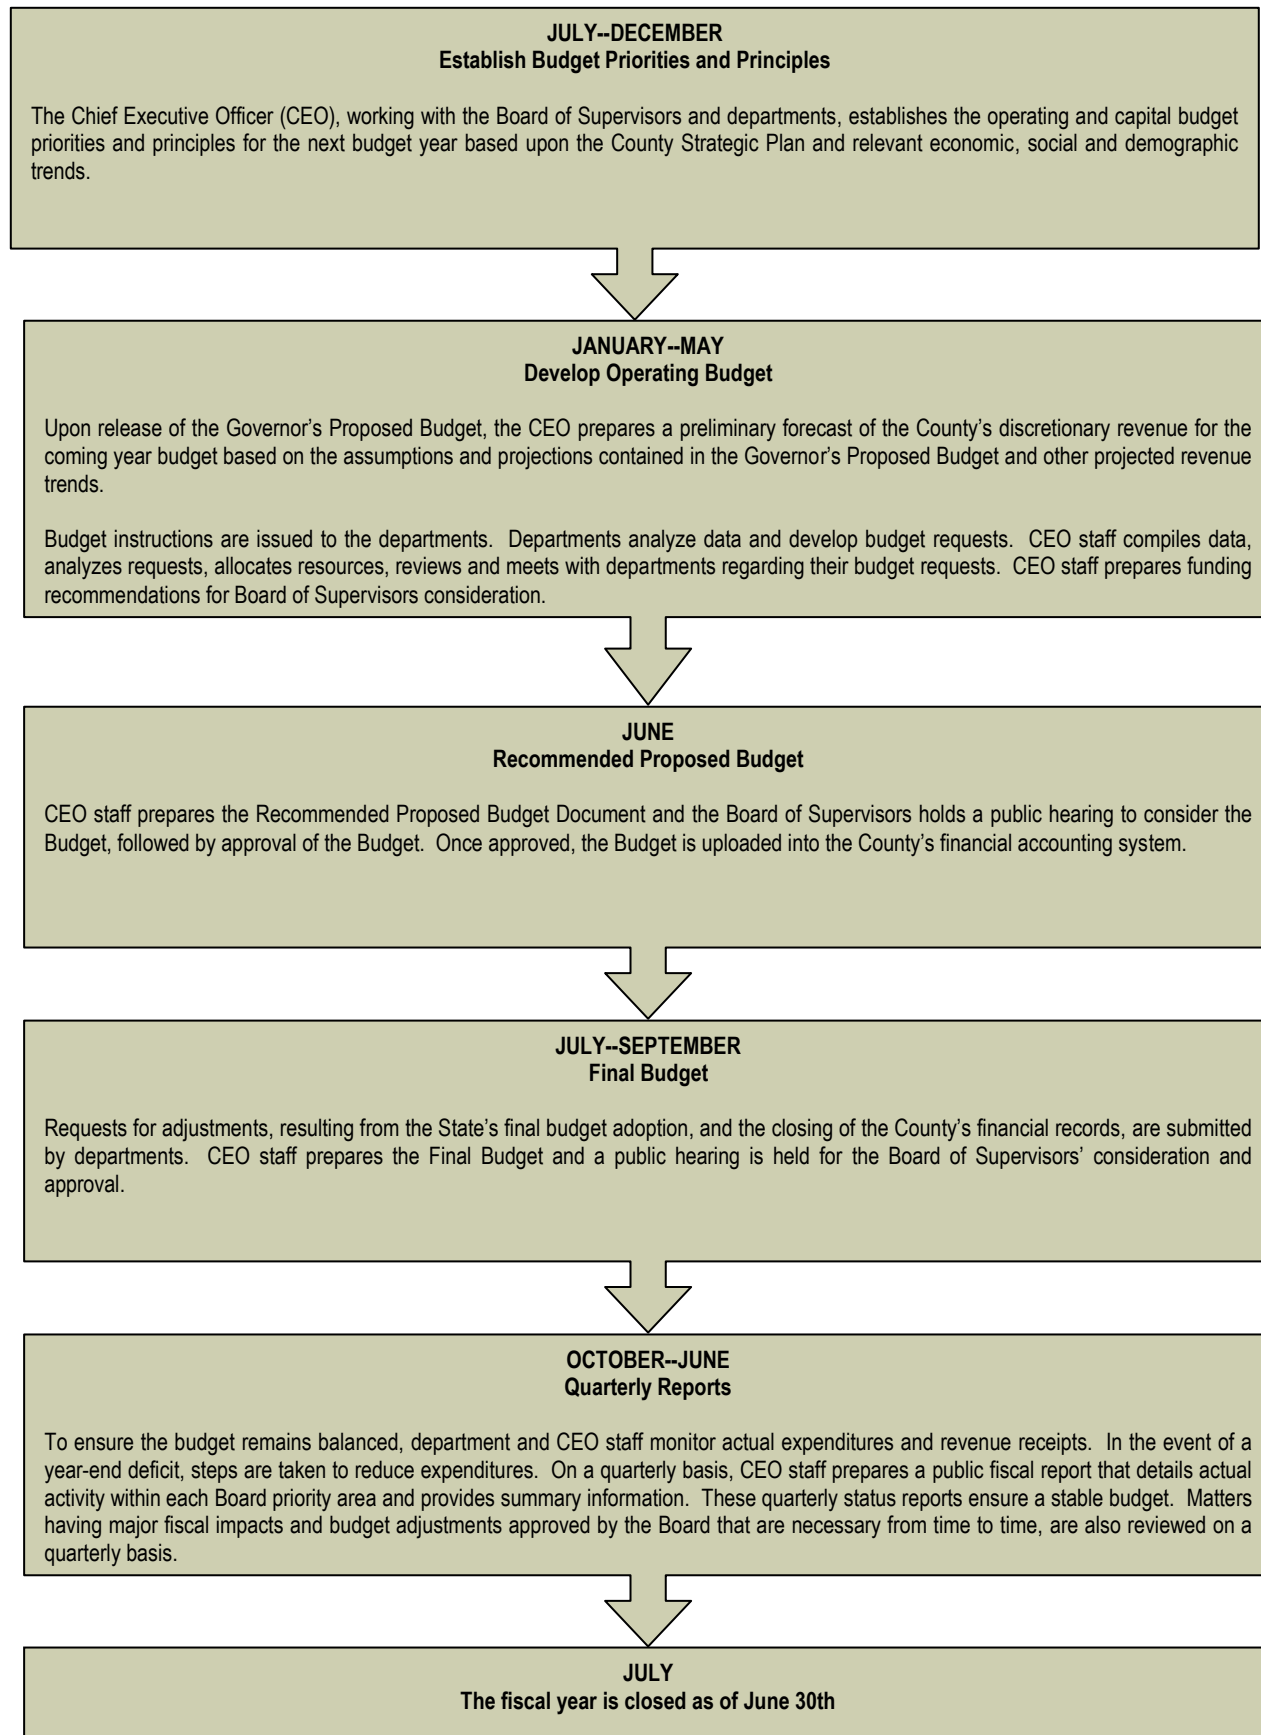 JULY--DECEMBER
Establish Budget Priorities and Principles
The Chief Executive Officer (CEO), working with the Board of Supervisors and departments, establishes the operating and capital budget
priorities and principles for the next budget year based upon the County Strategic Plan and relevant economic, social and demographic
trends.
JANUARY--MAY
Develop Operating Budget
Upon release of the Governor's Proposed Budget, the CEO prepares a preliminary forecast of the County's discretionary revenue for the
coming year budget based on the assumptions and projections contained in the Governor's Proposed Budget and other projected revenue
trends.
Budget instructions are issued to the departments. Departments analyze data and develop budget requests. CEO staff compiles data,
analyzes requests, allocates resources, reviews and meets with departments regarding their budget requests. CEO staff prepares funding
recommendations for Board of Supervisors consideration.
JUNE
Recommended Proposed Budget
CEO staff prepares the Recommended Proposed Budget Document and the Board of Supervisors holds a public hearing to consider the
Budget, followed by approval of the Budget. Once approved, the Budget is uploaded into the County's financial accounting system.
JULY--SEPTEMBER
Final Budget
Requests for adjustments, resulting from the State's final budget adoption, and the closing of the County's financial records, are submitted
by departments. CEO staff prepares the Final Budget and a public hearing is held for the Board of Supervisors' consideration and
approval.
OCTOBER--JUNE
Quarterly Reports
To ensure the budget remains balanced, department and CEO staff monitor actual expenditures and revenue receipts. In the event of a
year-end deficit, steps are taken to reduce expenditures. On a quarterly basis, CEO staff prepares a public fiscal report that details actual
activity within each Board priority area and provides summary information. These quarterly status reports ensure a stable budget. Matters
having major fiscal impacts and budget adjustments approved by the Board that are necessary from time to time, are also reviewed on a
quarterly basis.
JULY
The fiscal year is closed as of June 30th